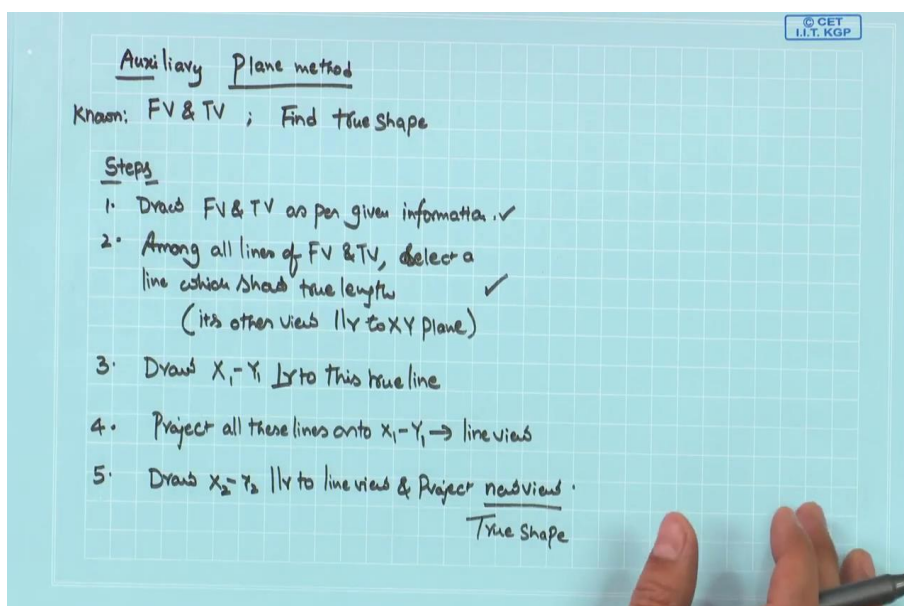 © CET
I.I.T. KGP
Auxiliary Plane method
Known: FV & TV ; Find true shape
Steps
1. Draw FV & TV as per given information. ✓
2. Among all lines of FV & TV, select a
line which shows true length ✓
(its other view llr to XY plane)
3. Draw X₁-Y₁ Lr to this true line
4. Project all these lines onto X₁-Y₁ → line view
5. Draw X₂-Y₂ llr to line view & Project new view.
True shape